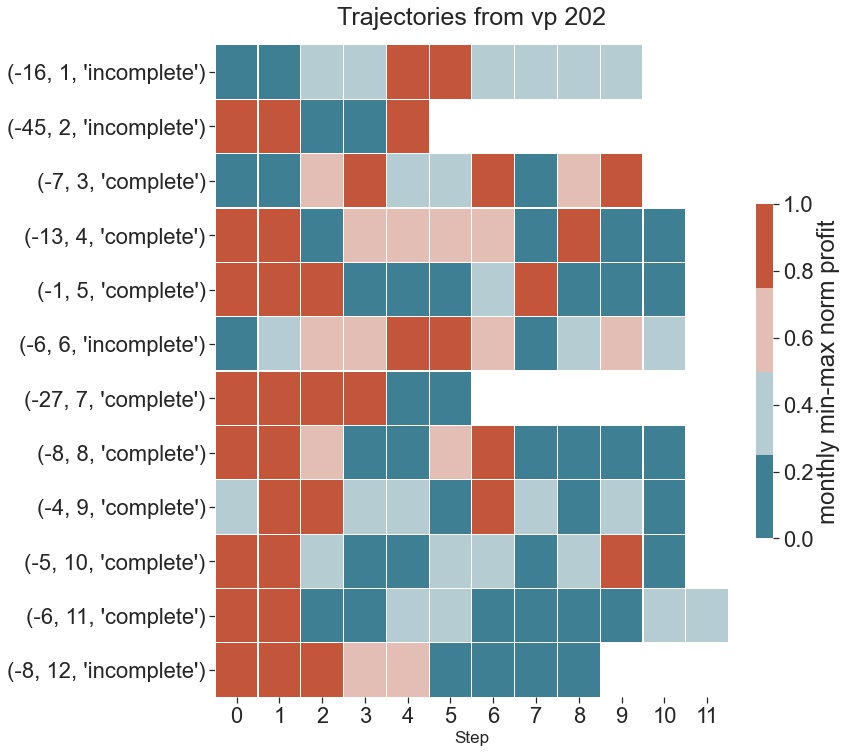 Trajectories from vp 202
(-16, 1, 'incomplete')
(-45, 2, 'incomplete')
(-7, 3, 'complete')
(-13, 4, 'complete')
(-1, 5, 'complete')
(-6, 6, 'incomplete')
(-27, 7, 'complete')
(-8, 8, 'complete')
(-4, 9, 'complete')
(-5, 10, 'complete')
(-6, 11, 'complete')
(-8, 12, 'incomplete')
0 1 2 3 4 5 6 7 8 9 10 11
Step
1.0
0.8
0.6
0.4
0.2
0.0
monthly min-max norm profit